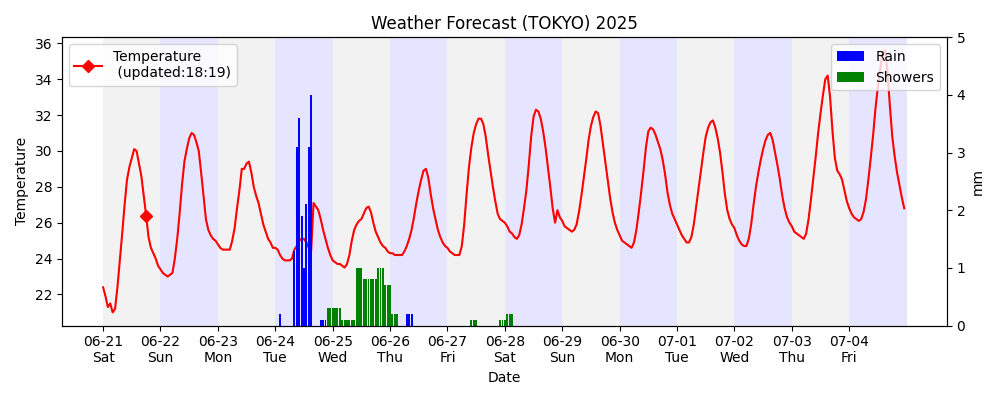 Weather Forecast (TOKYO) 2025
Temperature
(updated:18:19)
Rain
Showers
36
34
32
30
28
26
24
22
Temperature
5
4
3
2
1
0
mm
06-21 06-22 06-23 06-24 06-25 06-26 06-27 06-28 06-29 06-30 07-01 07-02 07-03 07-04
Sat Sun Mon Tue Wed Thu Fri Sat Sun Mon Tue Wed Thu Fri
Date